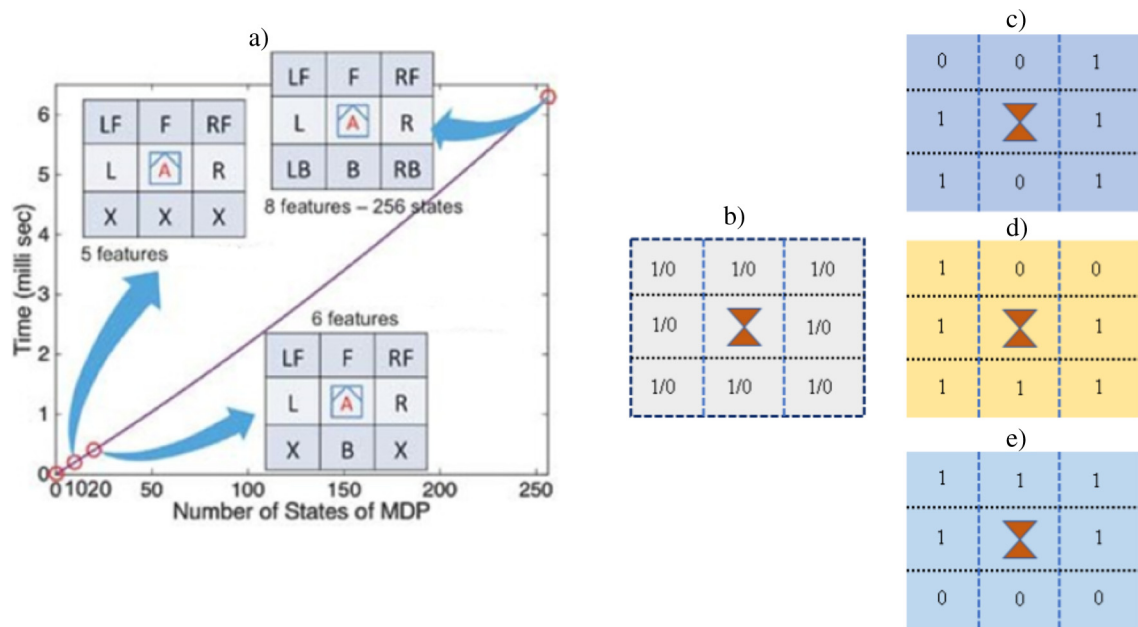 a)
LF F RF
L A R
LB B RB
8 features – 256 states
LF F RF
L A R
X X X
5 features
6 features
LF F RF
L A R
X B X
Time (milli sec)
6
5
4
3
2
1
0
0 10 20 50 100 150 200 250
Number of States of MDP
b)
1/0 1/0 1/0
1/0 1/0
1/0 1/0 1/0
c)
0 0 1
1 1
1 0 1
d)
1 0 0
1 1
1 1 1
e)
1 1 1
1 1
0 0 0